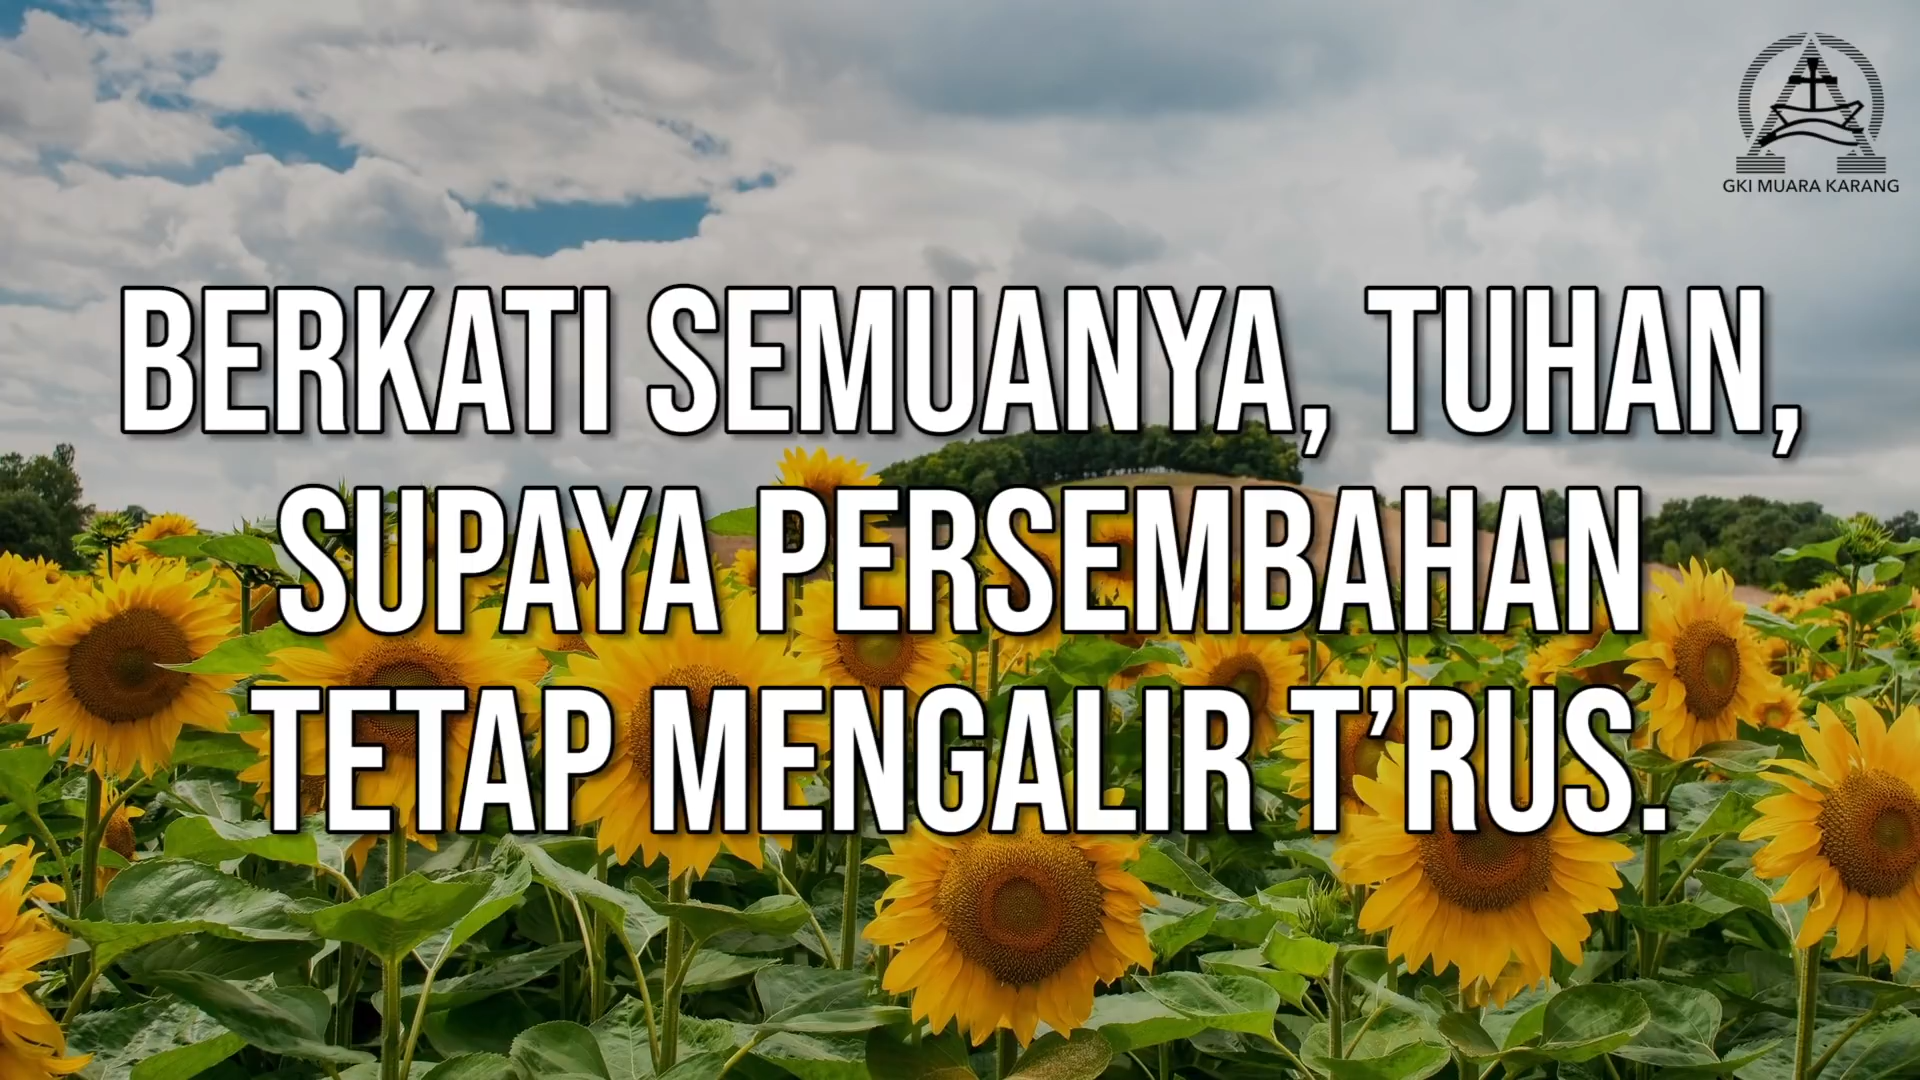 GKI MUARA KARANG
BERKATI SEMUANYA, TUHAN,
SUPAYA PERSEMBAHAN
TETAP MENGALIR T’RUS.